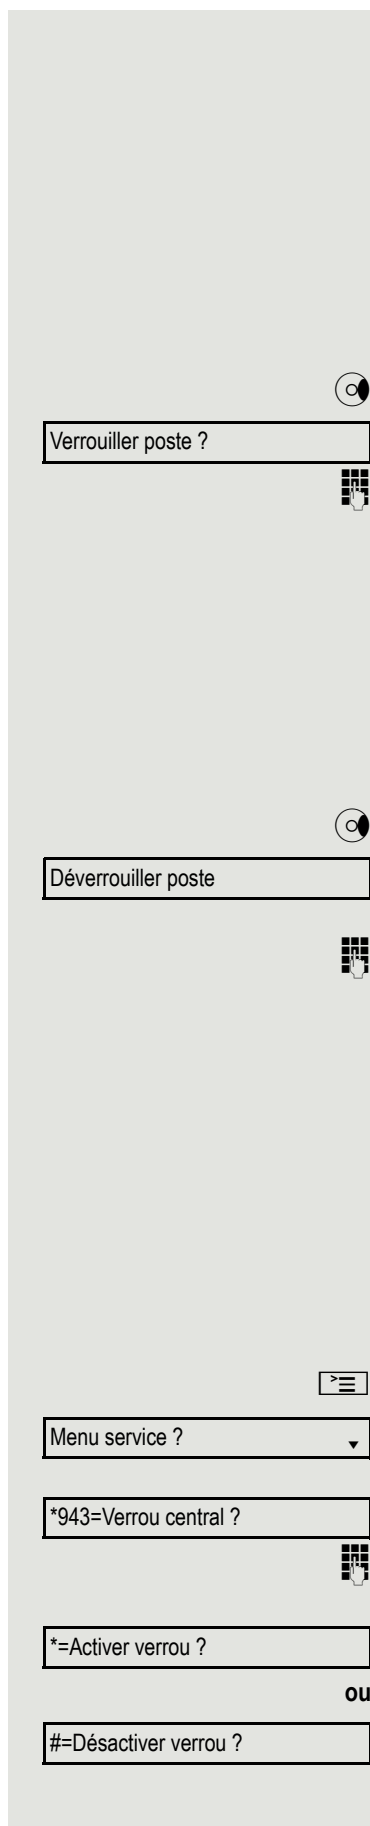 Verrouiller poste ?
Déverrouiller poste
Menu service ?
*943=Verrou central ?
*=Activer verrou ?
ou
#=Désactiver verrou ?